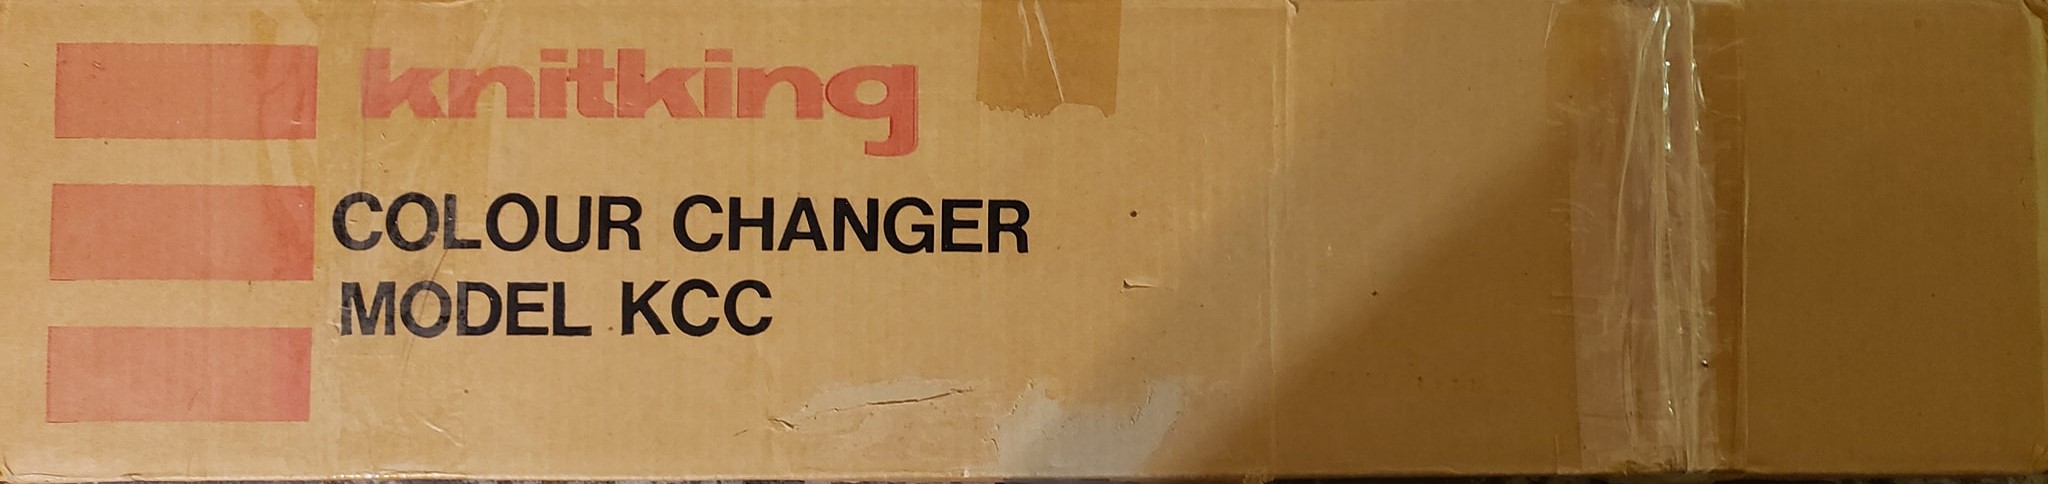 knitking
COLOUR CHANGER
MODEL KCC